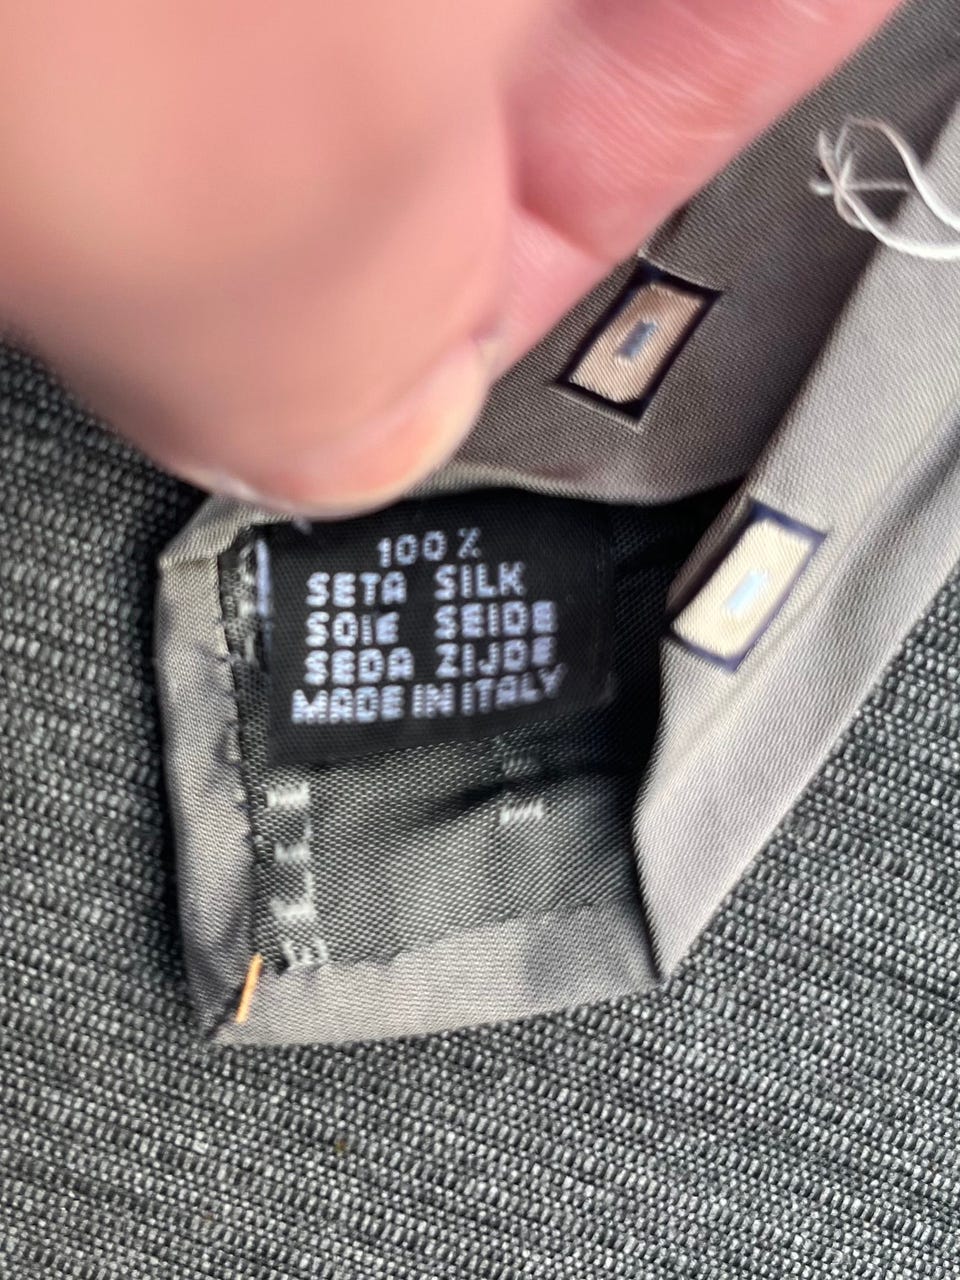 100%
SETA SILK
SOIE SEIDE
SEDA ZIJDE
MADE IN ITALY